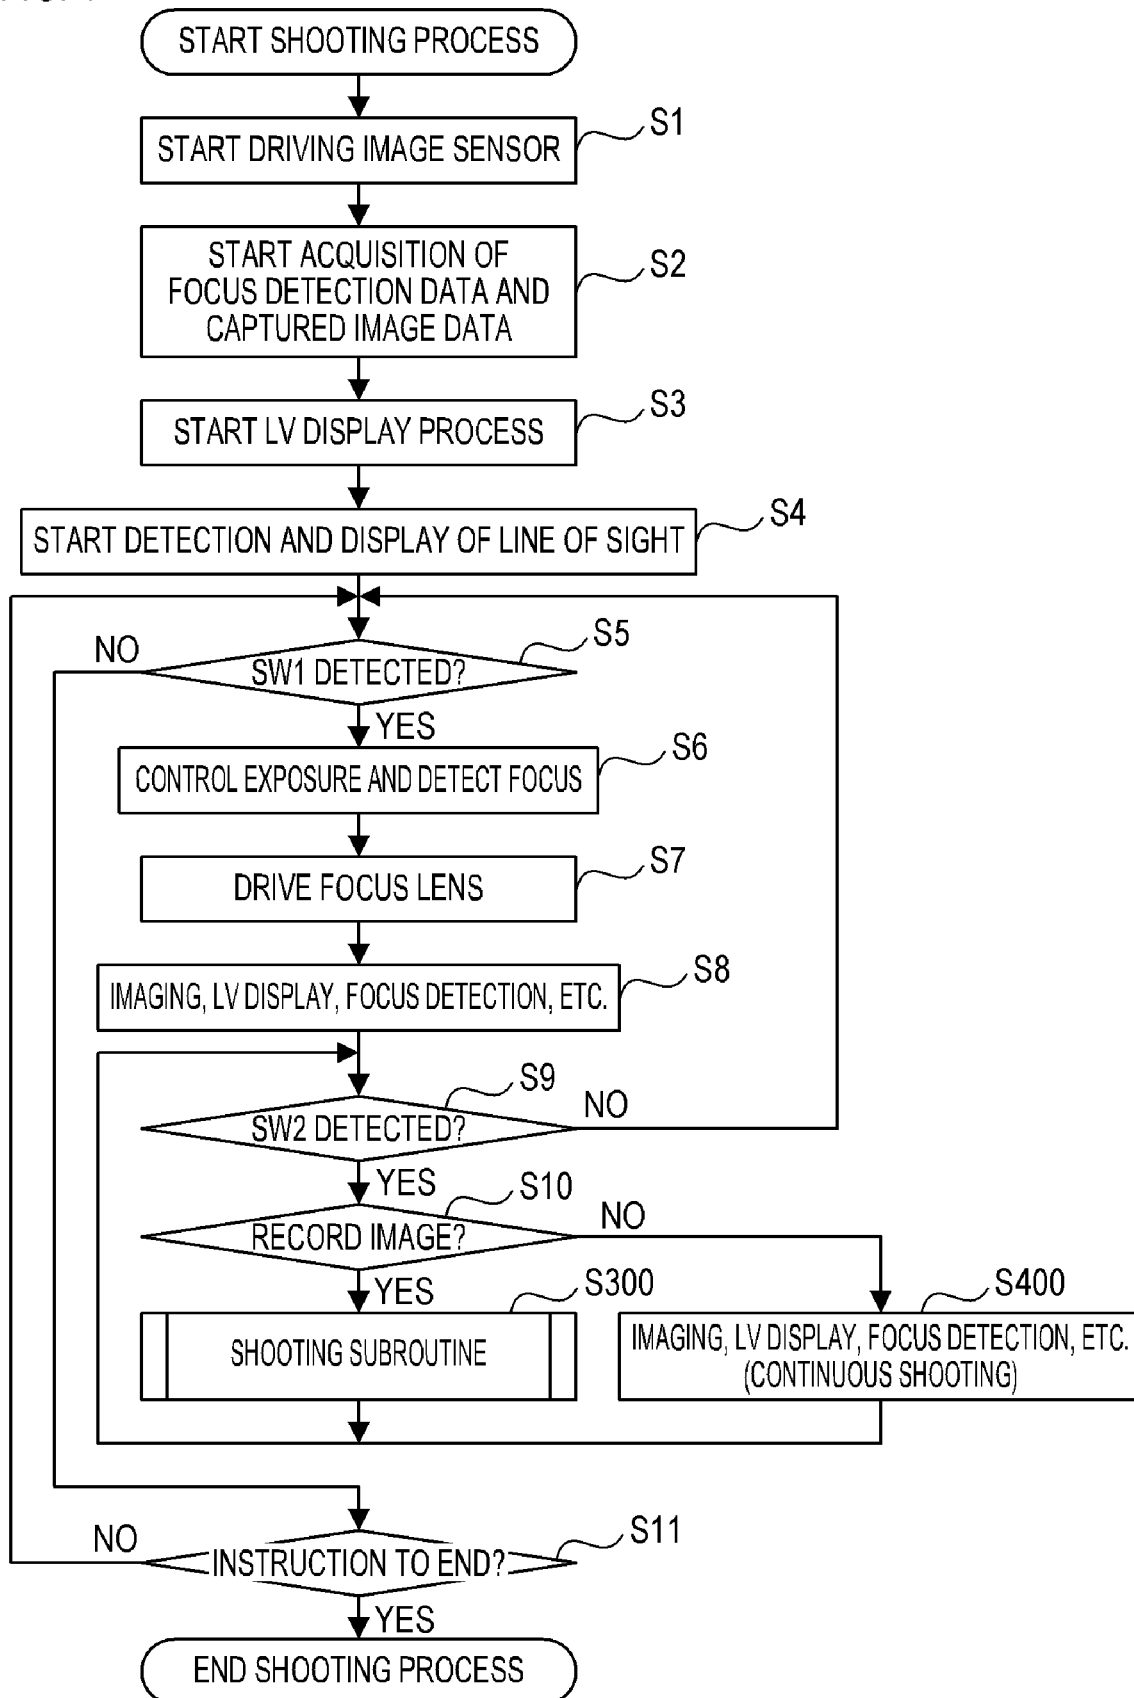 START SHOOTING PROCESS
S1
START DRIVING IMAGE SENSOR
START ACQUISITION OF
FOCUS DETECTION DATA AND
CAPTURED IMAGE DATA
S2
S3
START LV DISPLAY PROCESS
S4
START DETECTION AND DISPLAY OF LINE OF SIGHT
NO
S5
SW1 DETECTED?
YES
S6
CONTROL EXPOSURE AND DETECT FOCUS
S7
DRIVE FOCUS LENS
S8
IMAGING, LV DISPLAY, FOCUS DETECTION, ETC.
S9
NO
SW2 DETECTED?
YES
S10
NO
RECORD IMAGE?
YES
S300
S400
SHOOTING SUBROUTINE
IMAGING, LV DISPLAY, FOCUS DETECTION, ETC.
(CONTINUOUS SHOOTING)
NO
S11
INSTRUCTION TO END?
YES
END SHOOTING PROCESS